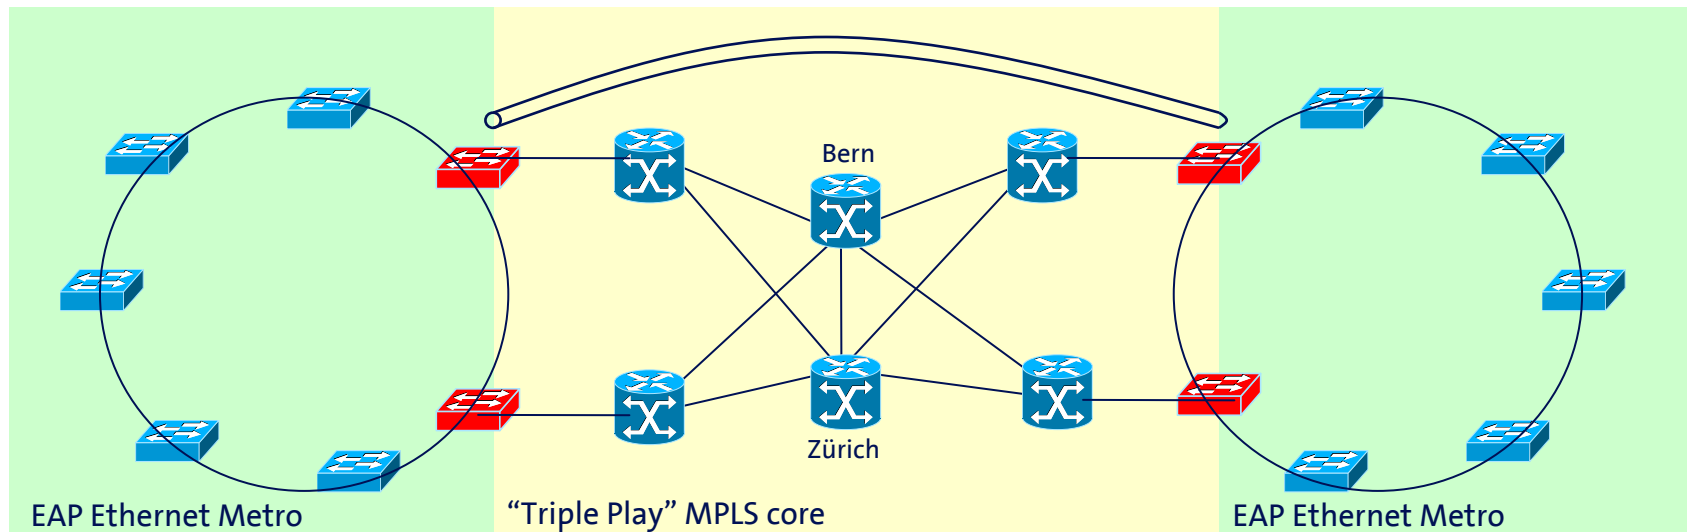 Bern
Zürich
EAP Ethernet Metro
“Triple Play” MPLS core
EAP Ethernet Metro